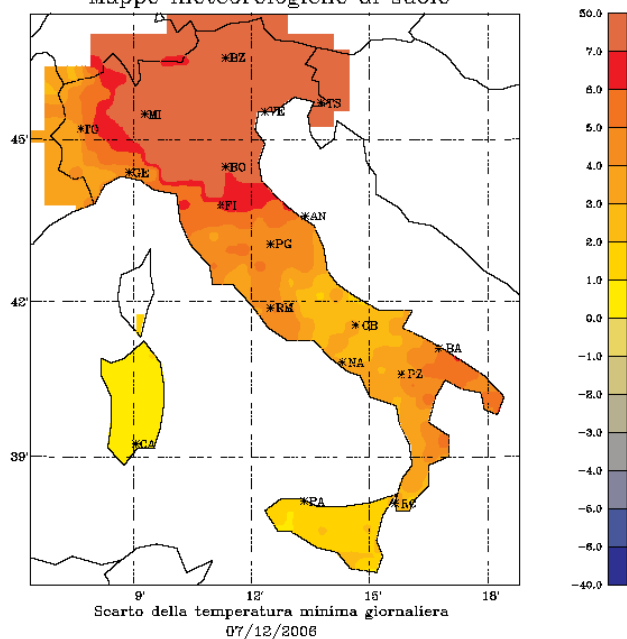 Mappe meteorologiche al suolo
50.0
7.0
6.0
5.0
4.0
3.0
2.0
1.0
0.0
-1.0
-2.0
-3.0
-4.0
-5.0
-6.0
-40.0
BZ
MI
VE
TS
TO
45'
BO
GE
FI
AN
PG
42'
RM
CB
BA
NA
PZ
39'
CA
PA
RC
9' 12' 15' 18'
Scarto della temperatura minima giornaliera
07/12/2006